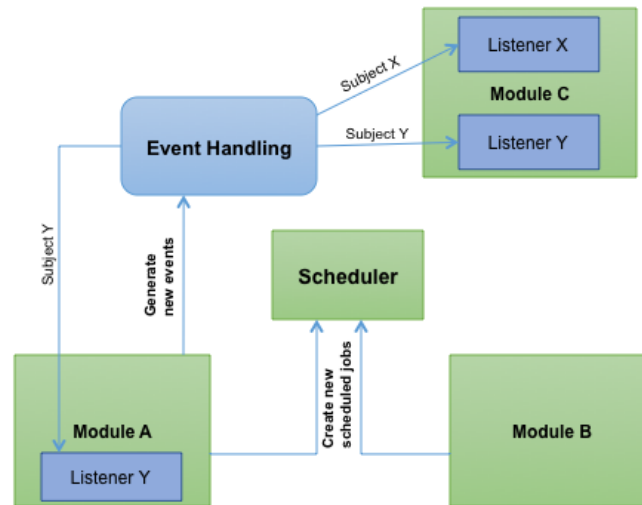 Listener X
Subject X
Module C
Subject Y
Listener Y
Event Handling
Subject Y
Generate
new events
Scheduler
Create new
scheduled jobs
Module A
Listener Y
Module B